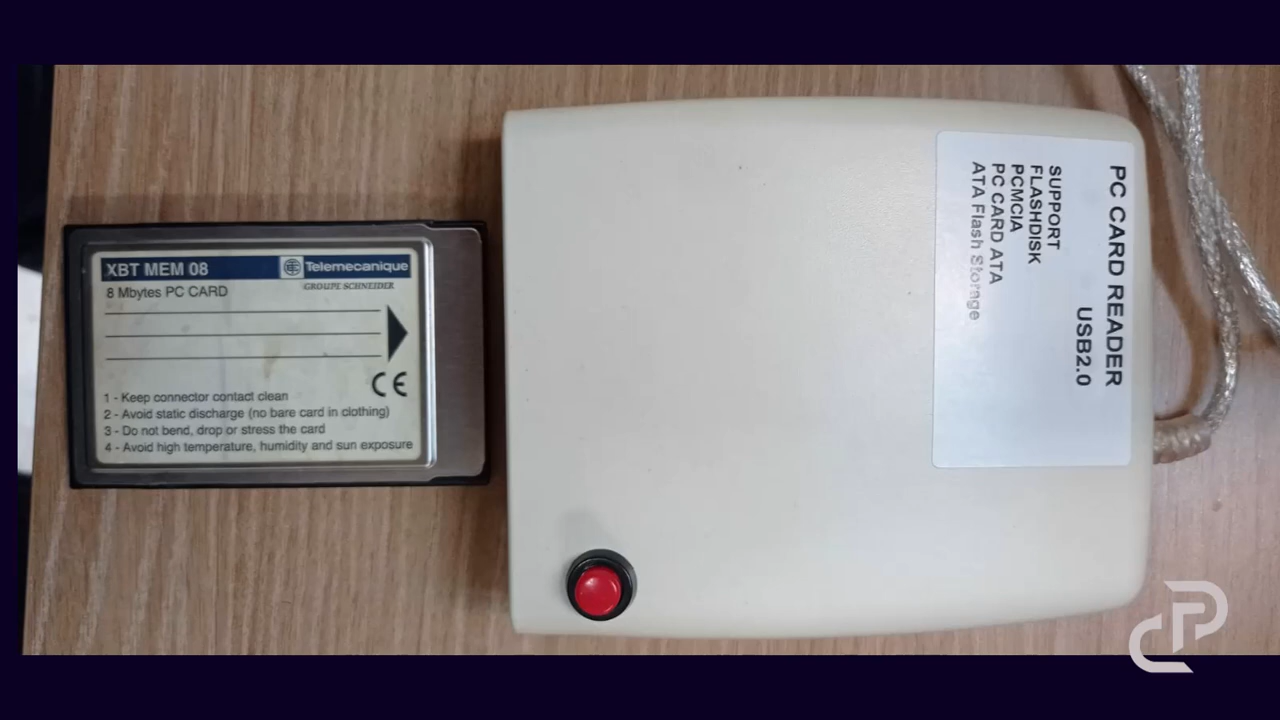 XBT MEM 08
Telemecanique
GROUPE SCHNEIDER
8 Mbytes PC CARD
CE
1 - Keep connector contact clean
2 - Avoid static discharge (no bare card in clothing)
3 - Do not bend, drop or stress the card
4 - Avoid high temperature, humidity and sun exposure
PC CARD READER
USB2.0
SUPPORT
FLASHDISK
PCMCIA
PC CARD ATA
ATA Flash Storage